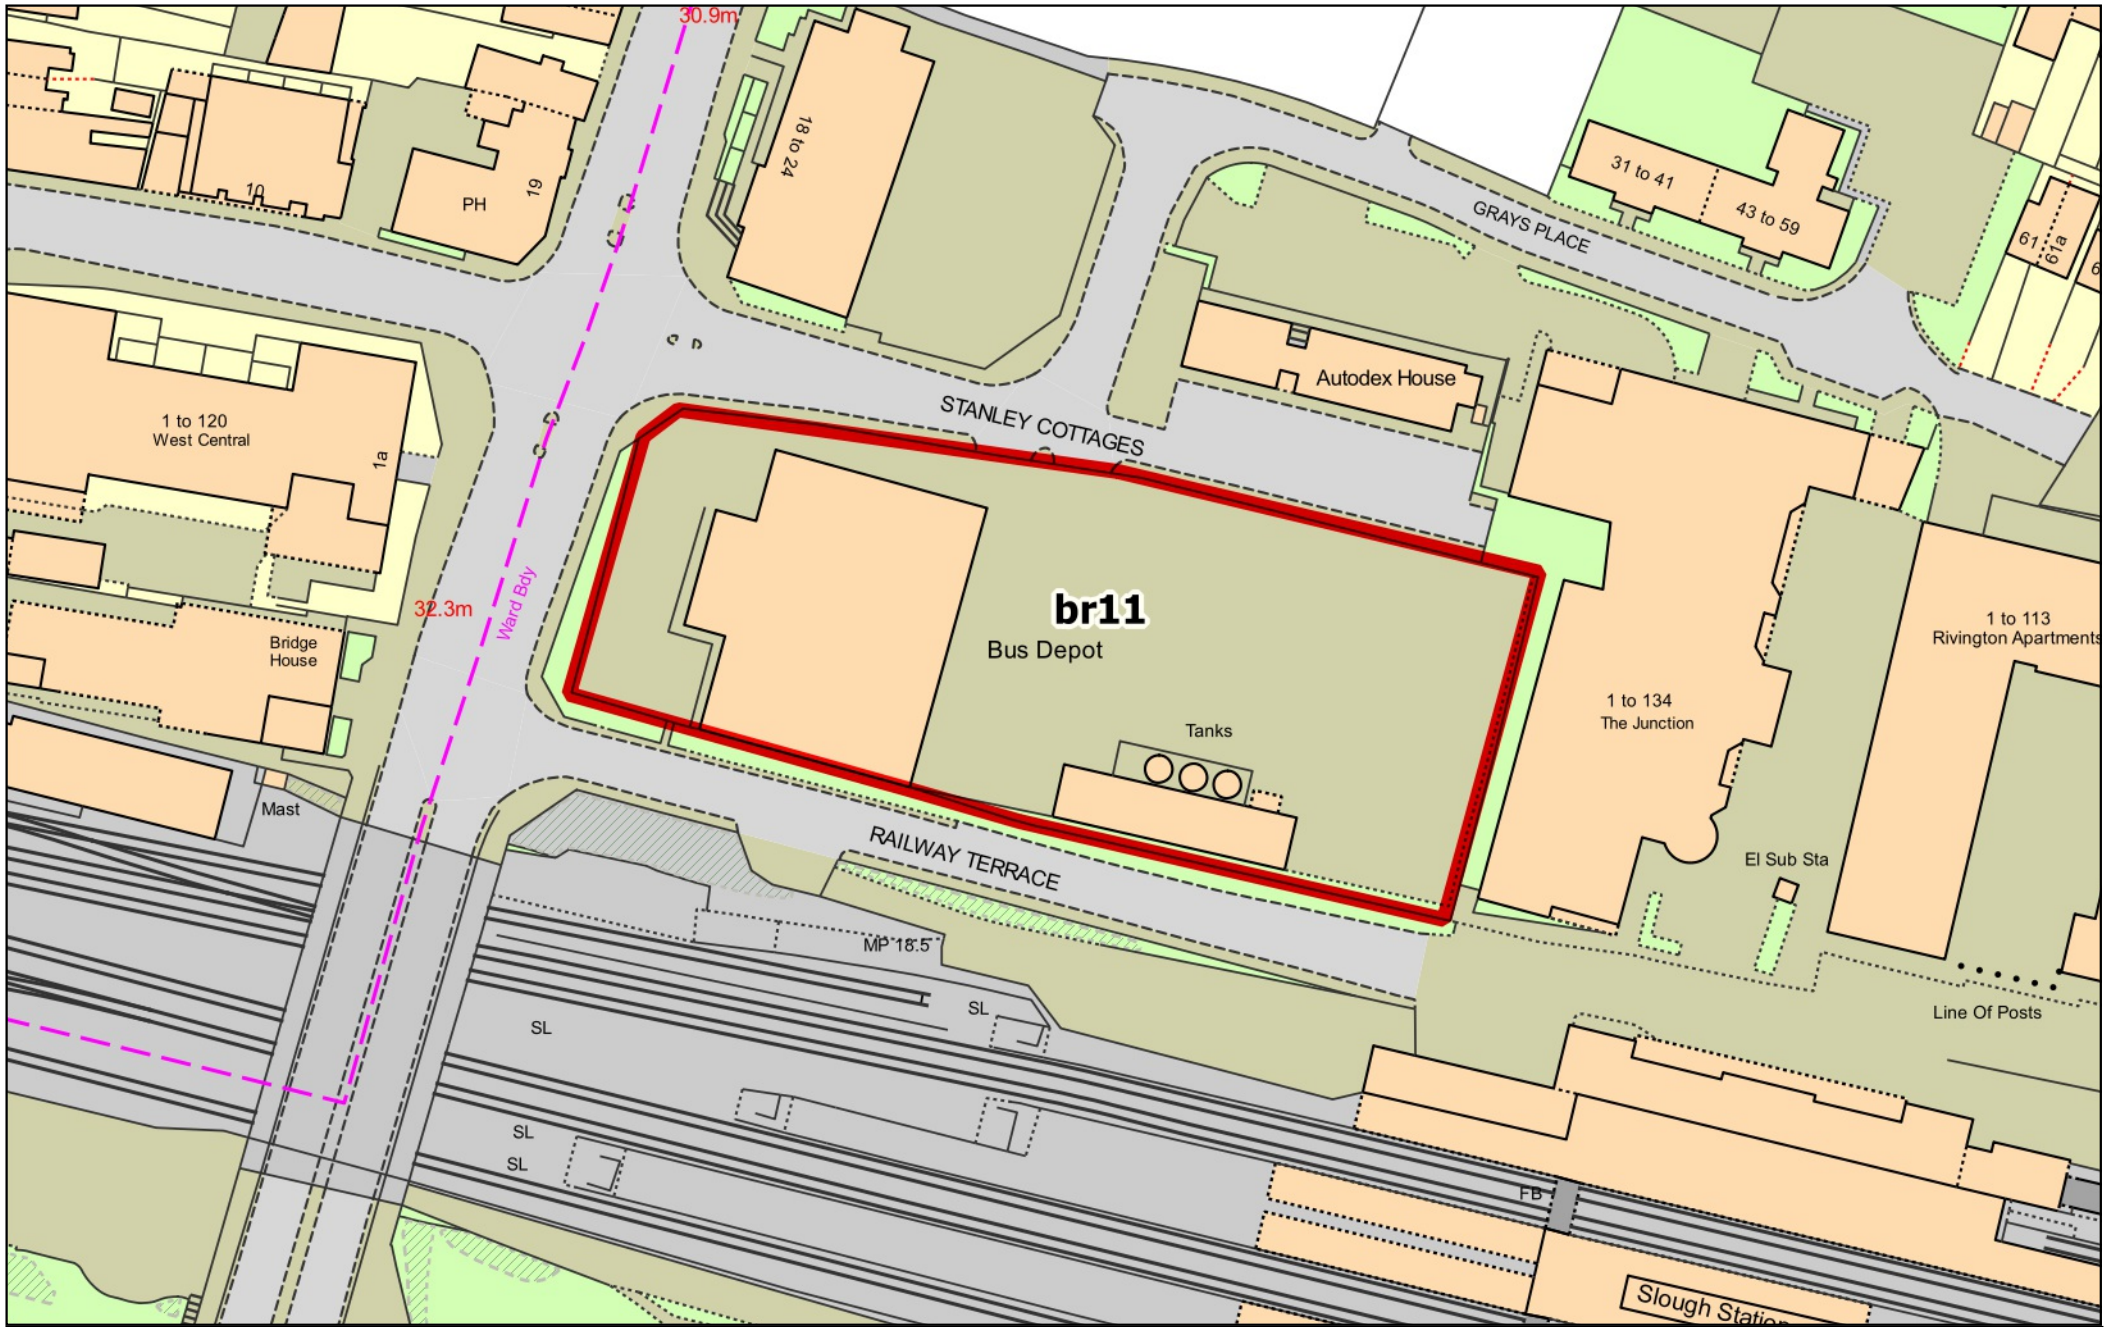 30.9m
18 to 24
10
PH
19
31 to 41
43 to 59
GRAYS PLACE
61
61a
6
Autodex House
STANLEY COTTAGES
1 to 120
West Central
1a
32.3m
Ward Bdy
br11
Bus Depot
Bridge
House
1 to 113
Rivington Apartments
1 to 134
The Junction
Tanks
Mast
RAILWAY TERRACE
El Sub Sta
MP 18.5
SL
SL
Line Of Posts
SL
SL
FB
Slough Station